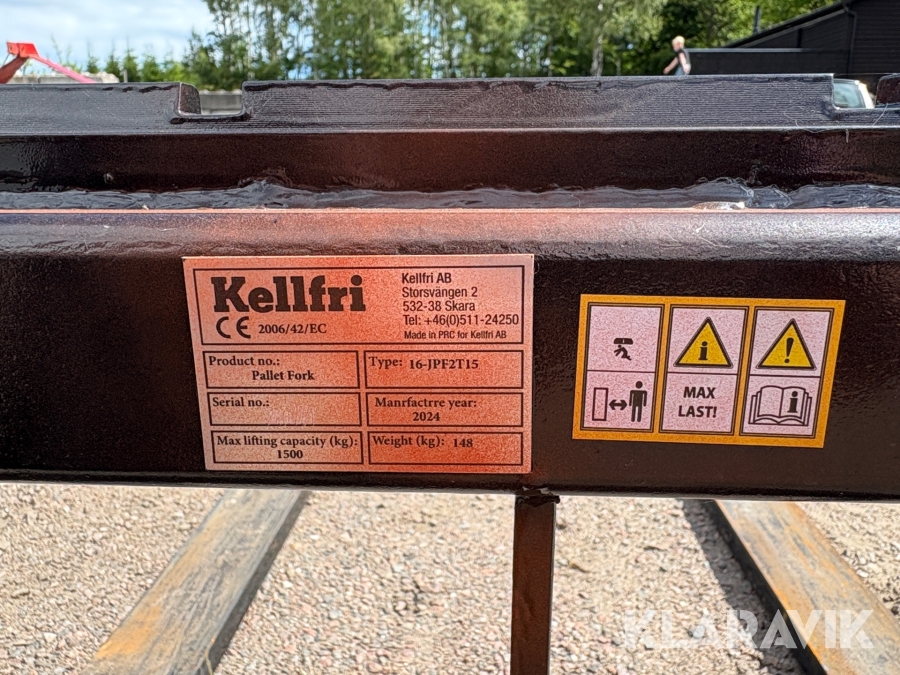 Kellfri
CE 2006/42/EC
Kellfri AB
Storsvängen 2
532-38 Skara
Tel: +46(0)511-24250
Made in PRC for Kellfri AB
Product no.:
Pallet Fork
Type: 16-JPF2T15
Serial no.:
Manrfactrre year:
2024
Max lifting capacity (kg):
1500
Weight (kg): 148
MAX
LAST!
KLARAVIK